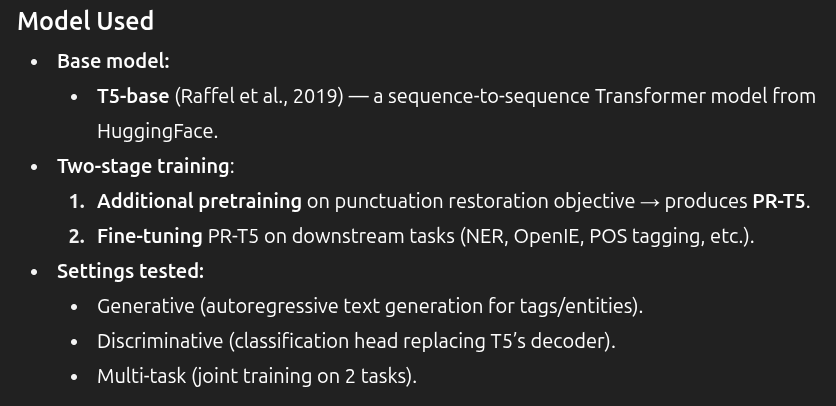 Model Used
• Base model:
• T5-base (Raffel et al., 2019) — a sequence-to-sequence Transformer model from
HuggingFace.
• Two-stage training:
1. Additional pretraining on punctuation restoration objective → produces PR-T5.
2. Fine-tuning PR-T5 on downstream tasks (NER, OpenIE, POS tagging, etc.).
• Settings tested:
• Generative (autoregressive text generation for tags/entities).
• Discriminative (classification head replacing T5’s decoder).
• Multi-task (joint training on 2 tasks).